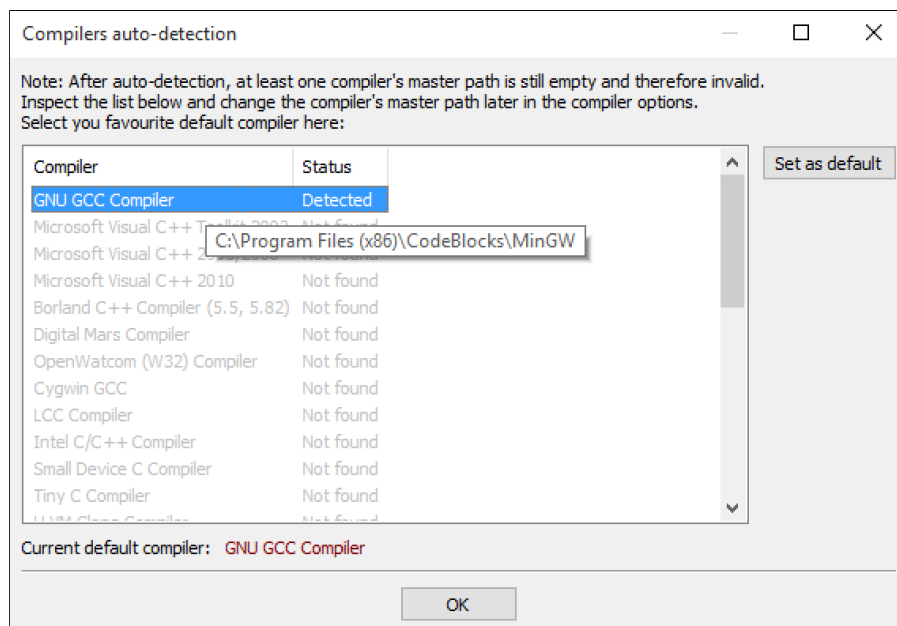 Compilers auto-detection
Note: After auto-detection, at least one compiler's master path is still empty and therefore invalid.
Inspect the list below and change the compiler's master path later in the compiler options.
Select you favourite default compiler here:
Compiler Status
Set as default
GNU GCC Compiler Detected
Microsoft Visual C++ Not found
C:\Program Files (x86)\CodeBlocks\MinGW
Microsoft Visual C++
Microsoft Visual C++ 2010 Not found
Borland C++ Compiler (5.5, 5.82) Not found
Digital Mars Compiler Not found
OpenWatcom (W32) Compiler Not found
Cygwin GCC Not found
LCC Compiler Not found
Intel C/C++ Compiler Not found
Small Device C Compiler Not found
Tiny C Compiler Not found
Current default compiler: GNU GCC Compiler
OK